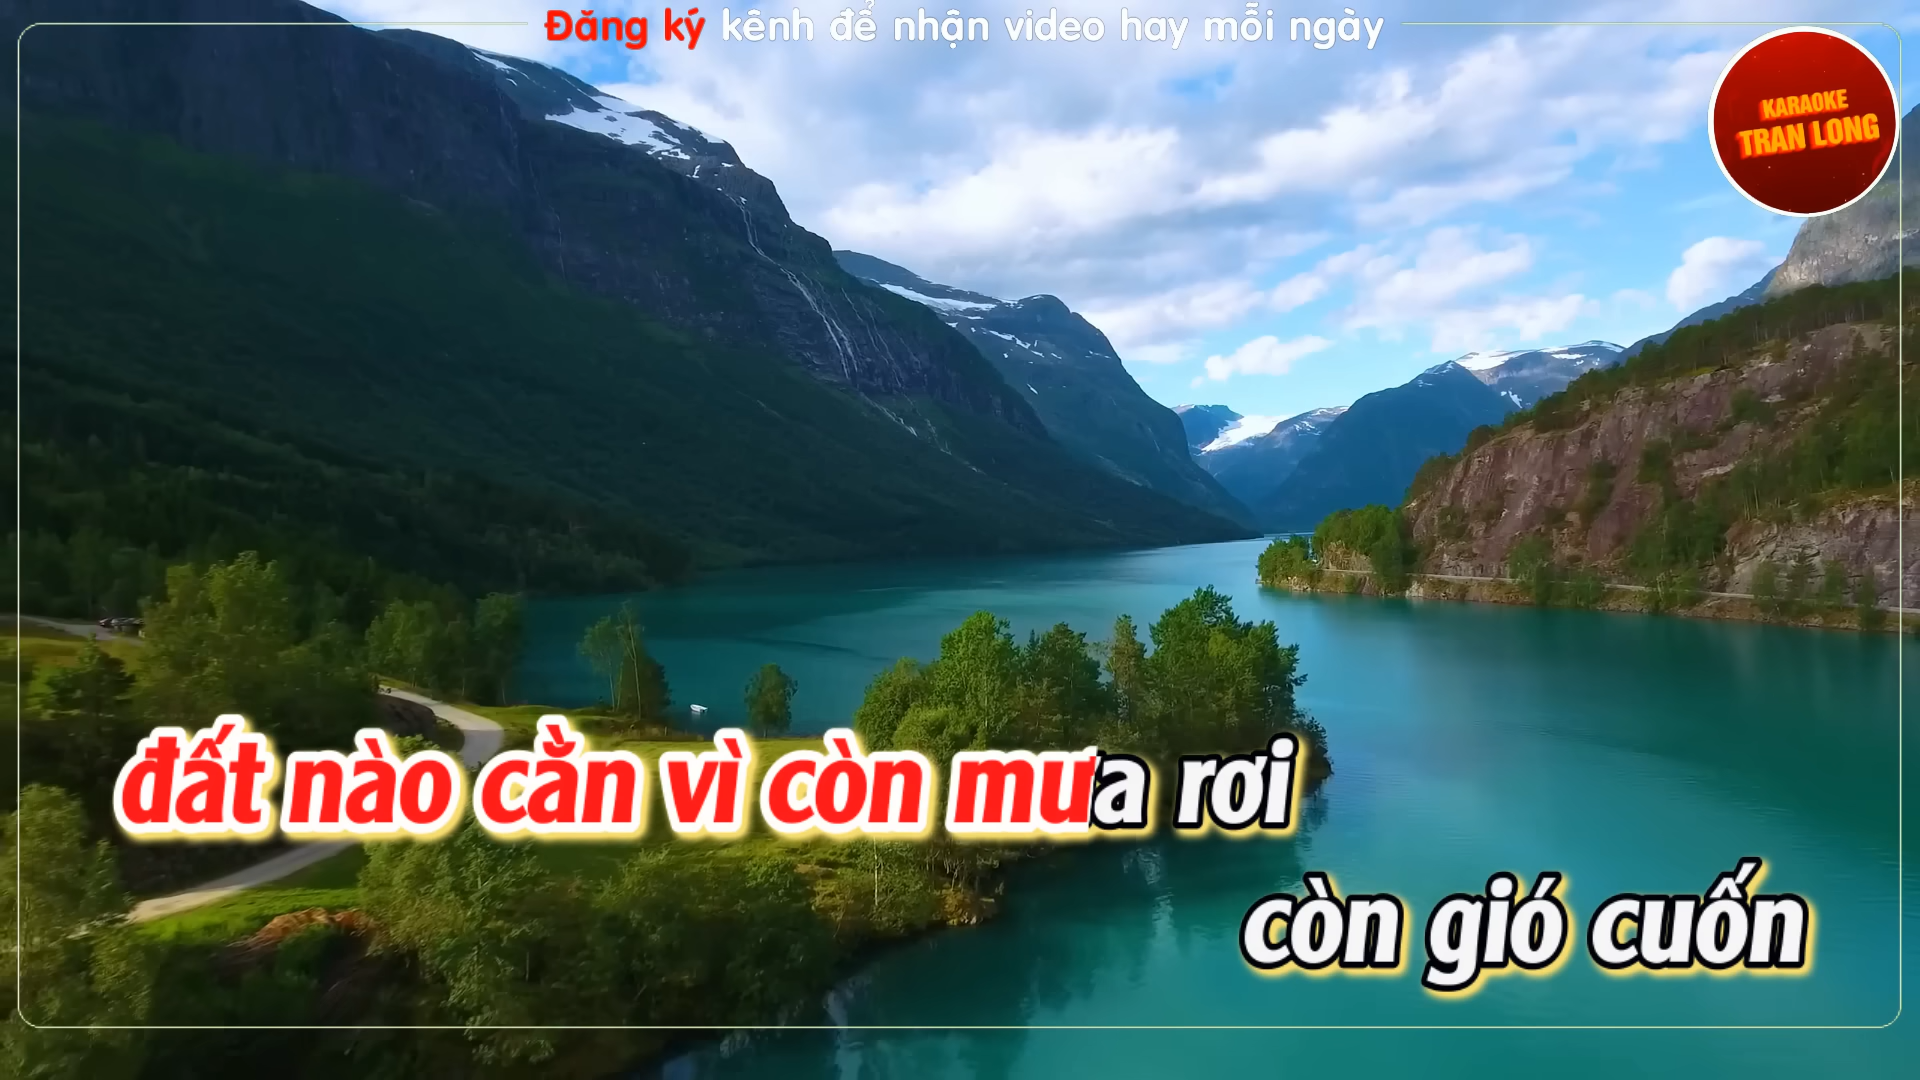 Đăng ký kênh để nhận video hay mỗi ngày
KARAOKE
TRAN LONG
đất nào cằn vì còn mưa rơi
còn gió cuốn